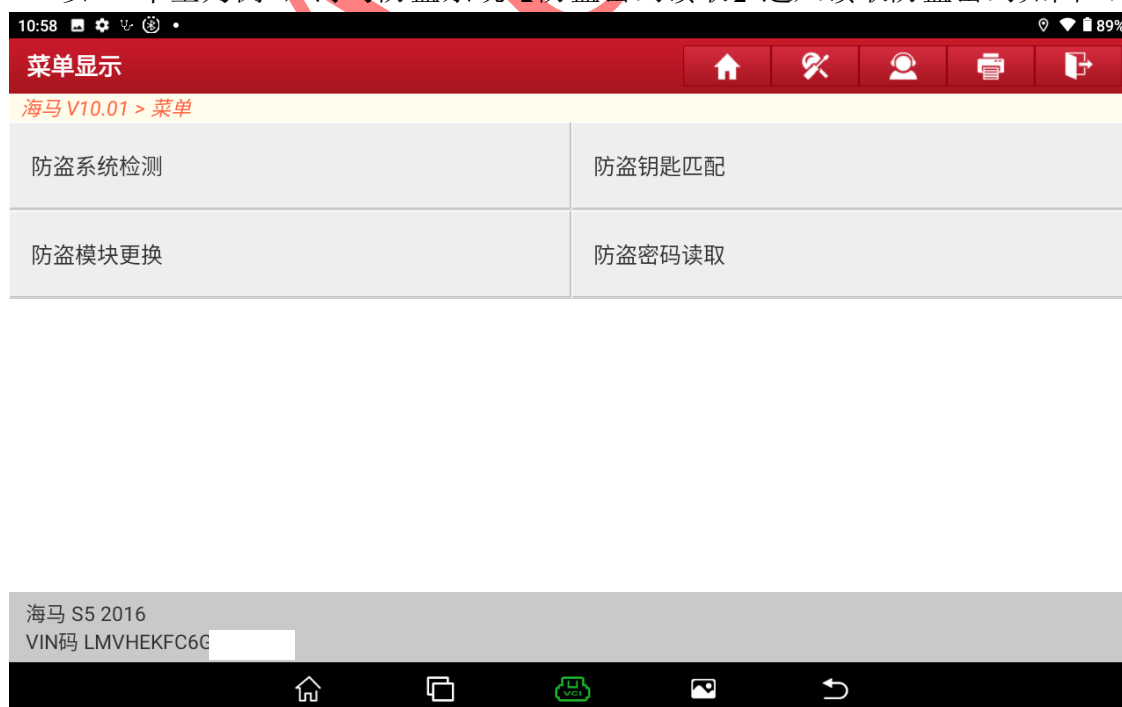 10:58
89%
菜单显示
海马 V10.01 > 菜单
防盗系统检测
防盗钥匙匹配
防盗模块更换
防盗密码读取
海马 S5 2016
VIN码 LMVHEKFC6G
VCI